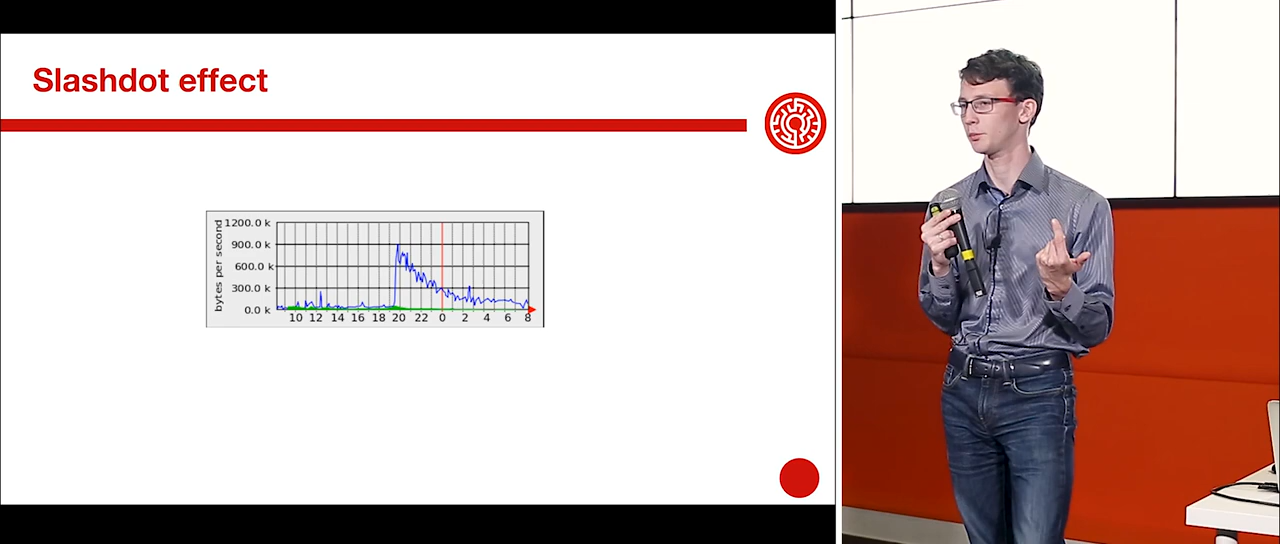 Slashdot effect
bytes per second
1200.0 k
900.0 k
600.0 k
300.0 k
0.0 k
10 12 14 16 18 20 22 0 2 4 6 8